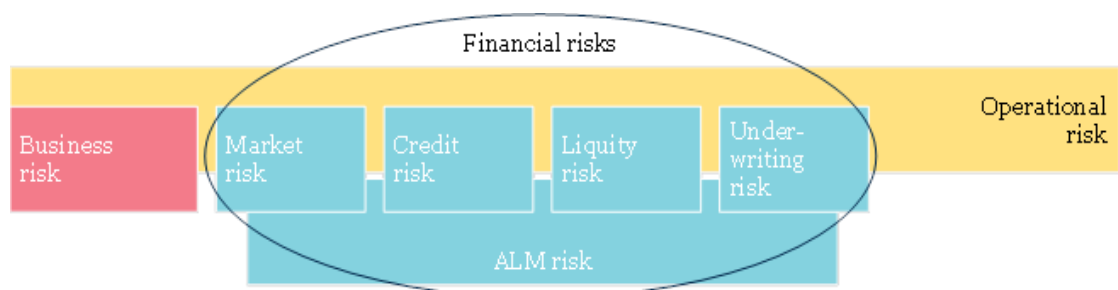 Financial risks
Operational
risk
Business
risk
Market
risk
Credit
risk
Liquity
risk
Under-
writing
risk
ALM risk